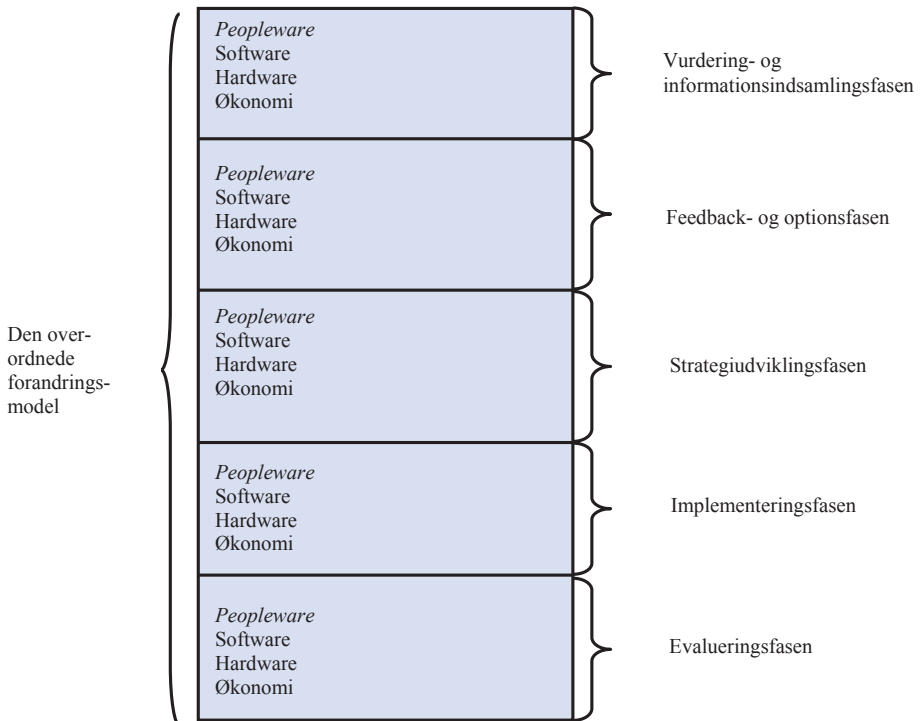 Den over-
ordnede
forandrings-
model
Peopleware
Software
Hardware
Økonomi
Vurdering- og
informationsindsamlingsfasen
Peopleware
Software
Hardware
Økonomi
Feedback- og optionsfasen
Peopleware
Software
Hardware
Økonomi
Strategiudviklingsfasen
Peopleware
Software
Hardware
Økonomi
Implementeringsfasen
Peopleware
Software
Hardware
Økonomi
Evalueringsfasen